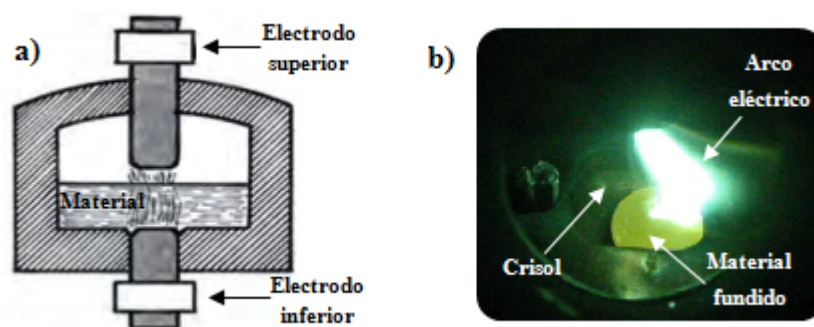 a)
Electrodo
superior
Material
Electrodo
inferior
b)
Arco
eléctrico
Crisol
Material
fundido